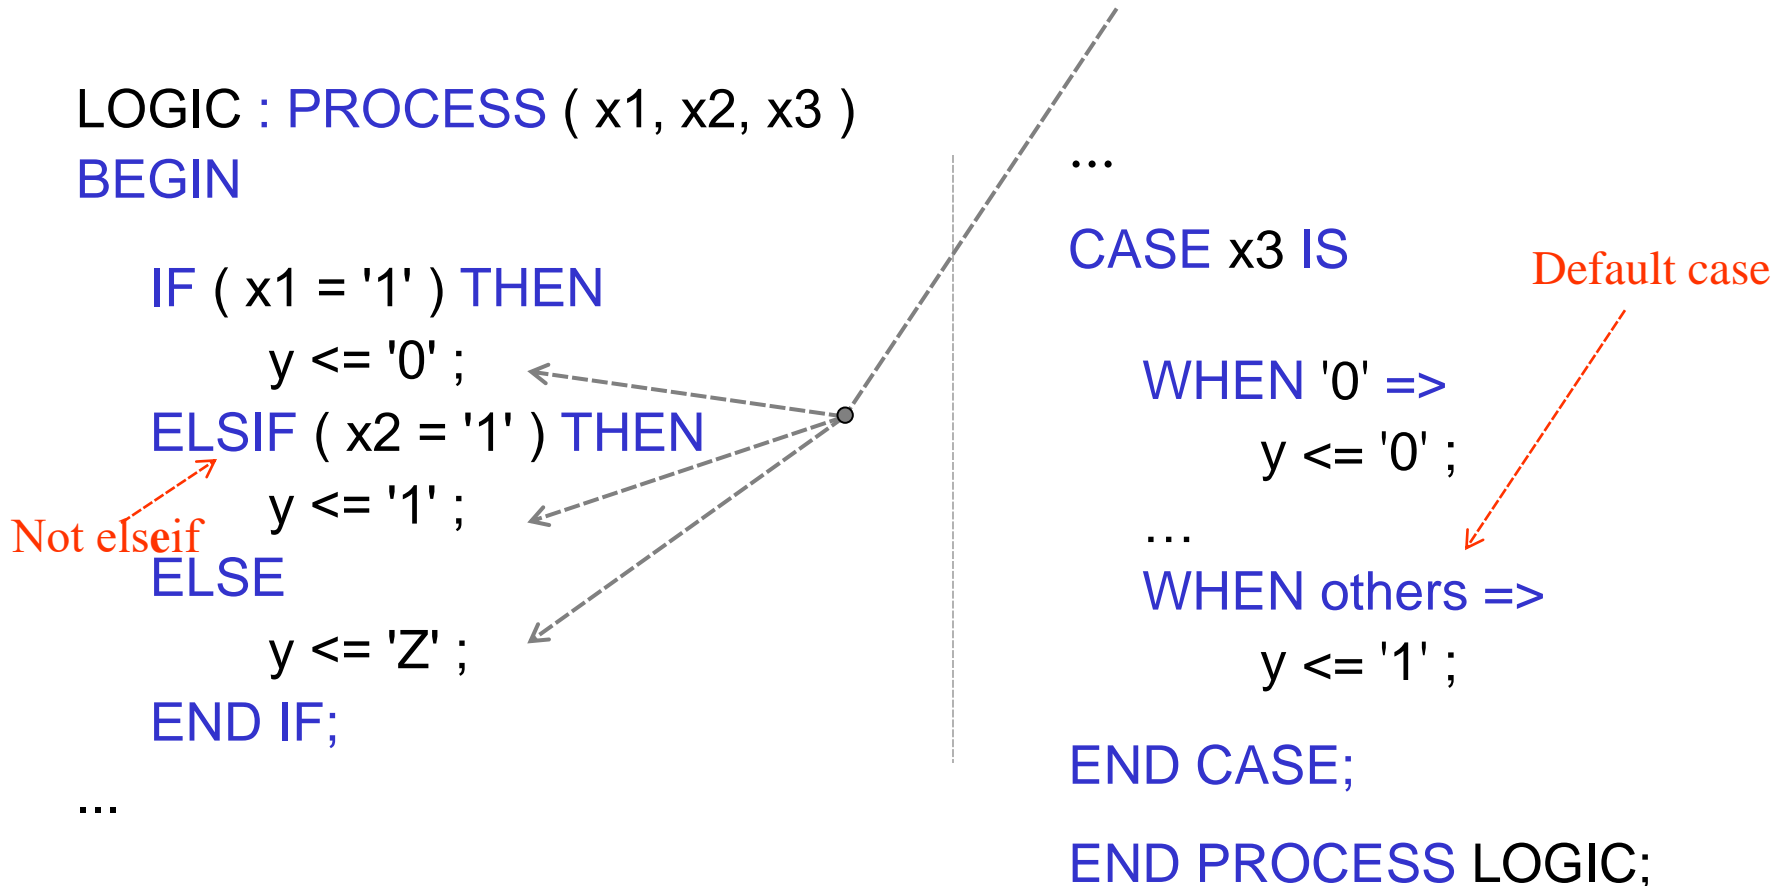 LOGIC : PROCESS ( x1, x2, x3 )
BEGIN
IF ( x1 = '1' ) THEN
y <= '0' ;
ELSIF ( x2 = '1' ) THEN
y <= '1' ;
Not elseif
ELSE
y <= 'Z' ;
END IF;
...
...
CASE x3 IS
Default case
WHEN '0' =>
y <= '0' ;
...
WHEN others =>
y <= '1' ;
END CASE;
END PROCESS LOGIC;